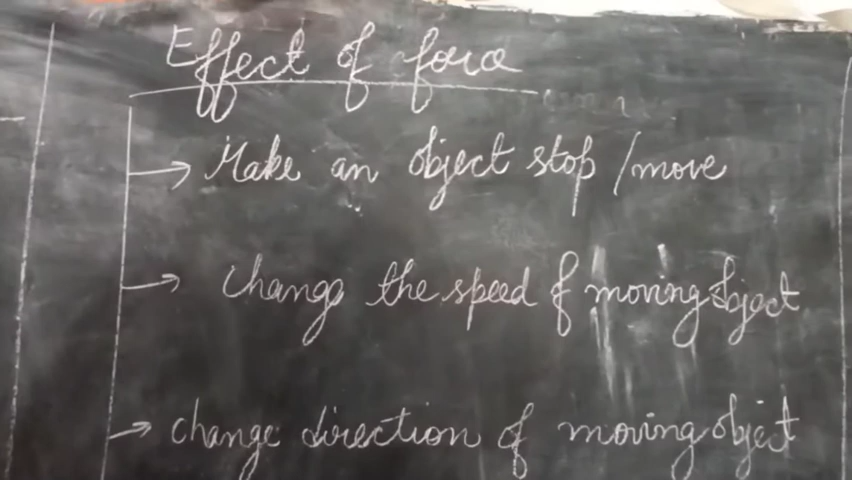 Effect of force
→ Make an object stop / move
→ change the speed of moving object
→ change direction of moving object